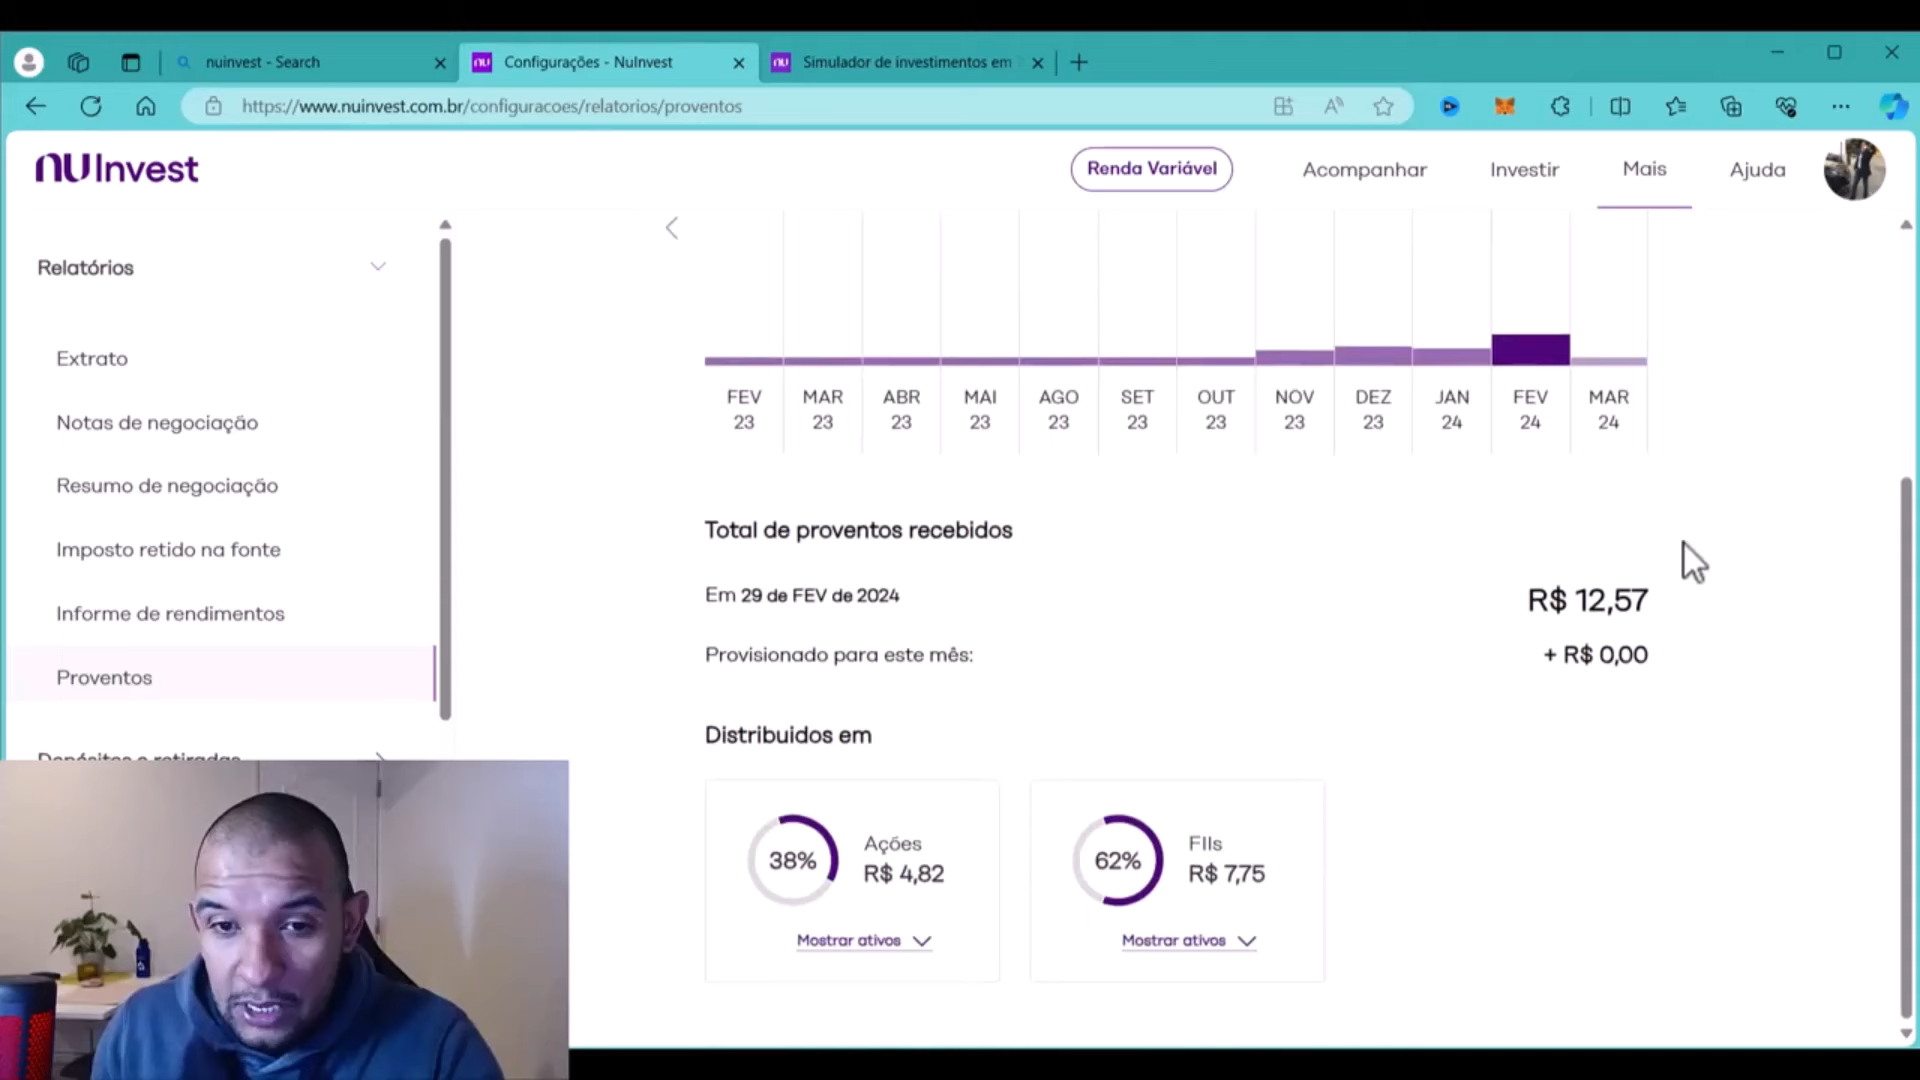 nuinvest - Search
Configurações - NuInvest
Simulador de investimentos em
https://www.nuinvest.com.br/configuracoes/relatorios/proventos
nu Invest
Renda Variável
Acompanhar
Investir
Mais
Ajuda
Relatórios
Extrato
Notas de negociação
Resumo de negociação
Imposto retido na fonte
Informe de rendimentos
Proventos
Depósitos e retiradas
FEV MAR ABR MAI AGO SET OUT NOV DEZ JAN FEV MAR
23 23 23 23 23 23 23 23 23 24 24 24
Total de proventos recebidos
Em 29 de FEV de 2024 R$ 12,57
Provisionado para este mês: + R$ 0,00
Distribuidos em
38%
Ações
R$ 4,82
Mostrar ativos
62%
FIIs
R$ 7,75
Mostrar ativos